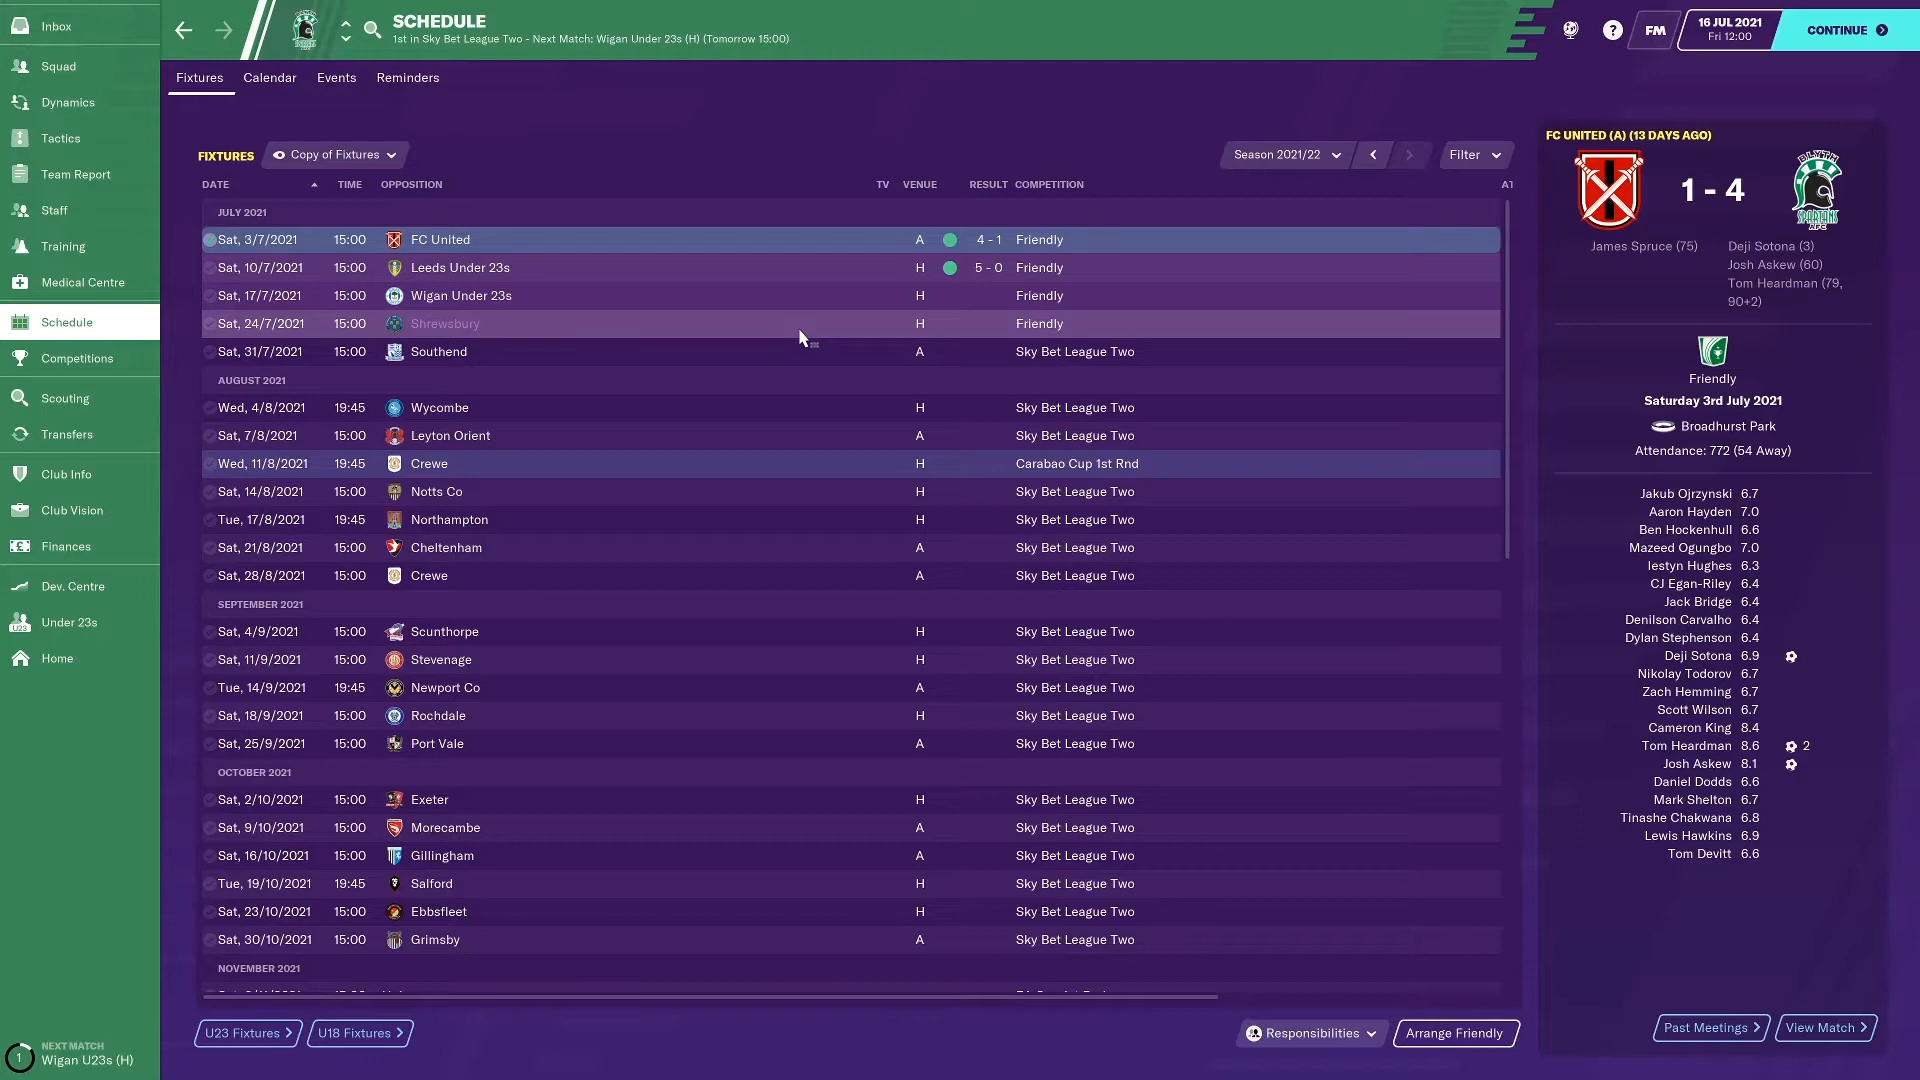 Inbox
Squad
Dynamics
Tactics
Team Report
Staff
Training
Medical Centre
Schedule
Competitions
Scouting
Transfers
Club Info
Club Vision
Finances
Dev. Centre
U23
Under 23s
Home
1
NEXT MATCH
Wigan U23s (H)
SCHEDULE
1st in Sky Bet League Two - Next Match: Wigan Under 23s (H) (Tomorrow 15:00)
?
FM
16 JUL 2021
Fri 12:00
CONTINUE
Fixtures Calendar Events Reminders
FIXTURES
Copy of Fixtures
Season 2021/22
Filter
DATE TIME OPPOSITION TV VENUE RESULT COMPETITION
JULY 2021
Sat, 3/7/2021 15:00 FC United A 4 - 1 Friendly
Sat, 10/7/2021 15:00 Leeds Under 23s H 5 - 0 Friendly
Sat, 17/7/2021 15:00 Wigan Under 23s H Friendly
Sat, 24/7/2021 15:00 Shrewsbury H Friendly
Sat, 31/7/2021 15:00 Southend A Sky Bet League Two
AUGUST 2021
Wed, 4/8/2021 19:45 Wycombe H Sky Bet League Two
Sat, 7/8/2021 15:00 Leyton Orient A Sky Bet League Two
Wed, 11/8/2021 19:45 Crewe H Carabao Cup 1st Rnd
Sat, 14/8/2021 15:00 Notts Co H Sky Bet League Two
Tue, 17/8/2021 19:45 Northampton H Sky Bet League Two
Sat, 21/8/2021 15:00 Cheltenham A Sky Bet League Two
Sat, 28/8/2021 15:00 Crewe A Sky Bet League Two
SEPTEMBER 2021
Sat, 4/9/2021 15:00 Scunthorpe H Sky Bet League Two
Sat, 11/9/2021 15:00 Stevenage H Sky Bet League Two
Tue, 14/9/2021 19:45 Newport Co A Sky Bet League Two
Sat, 18/9/2021 15:00 Rochdale H Sky Bet League Two
Sat, 25/9/2021 15:00 Port Vale A Sky Bet League Two
OCTOBER 2021
Sat, 2/10/2021 15:00 Exeter H Sky Bet League Two
Sat, 9/10/2021 15:00 Morecambe A Sky Bet League Two
Sat, 16/10/2021 15:00 Gillingham A Sky Bet League Two
Tue, 19/10/2021 19:45 Salford H Sky Bet League Two
Sat, 23/10/2021 15:00 Ebbsfleet H Sky Bet League Two
Sat, 30/10/2021 15:00 Grimsby A Sky Bet League Two
NOVEMBER 2021
U23 Fixtures
U18 Fixtures
Responsibilities
Arrange Friendly
FC UNITED (A) (13 DAYS AGO)
1 - 4
BLYTH
SPARTANS
AFC
James Spruce (75)
Deji Sotona (3)
Josh Askew (60)
Tom Heardman (79,
90+2)
Friendly
Saturday 3rd July 2021
Broadhurst Park
Attendance: 772 (54 Away)
Jakub Ojrzynski 6.7
Aaron Hayden 7.0
Ben Hockenhull 6.6
Mazeed Ogungbo 7.0
Iestyn Hughes 6.3
CJ Egan-Riley 6.4
Jack Bridge 6.4
Denilson Carvalho 6.4
Dylan Stephenson 6.4
Deji Sotona 6.9
Nikolay Todorov 6.7
Zach Hemming 6.7
Scott Wilson 6.7
Cameron King 8.4
Tom Heardman 8.6 2
Josh Askew 8.1
Daniel Dodds 6.6
Mark Shelton 6.7
Tinashe Chakwana 6.8
Lewis Hawkins 6.9
Tom Devitt 6.6
Past Meetings
View Match